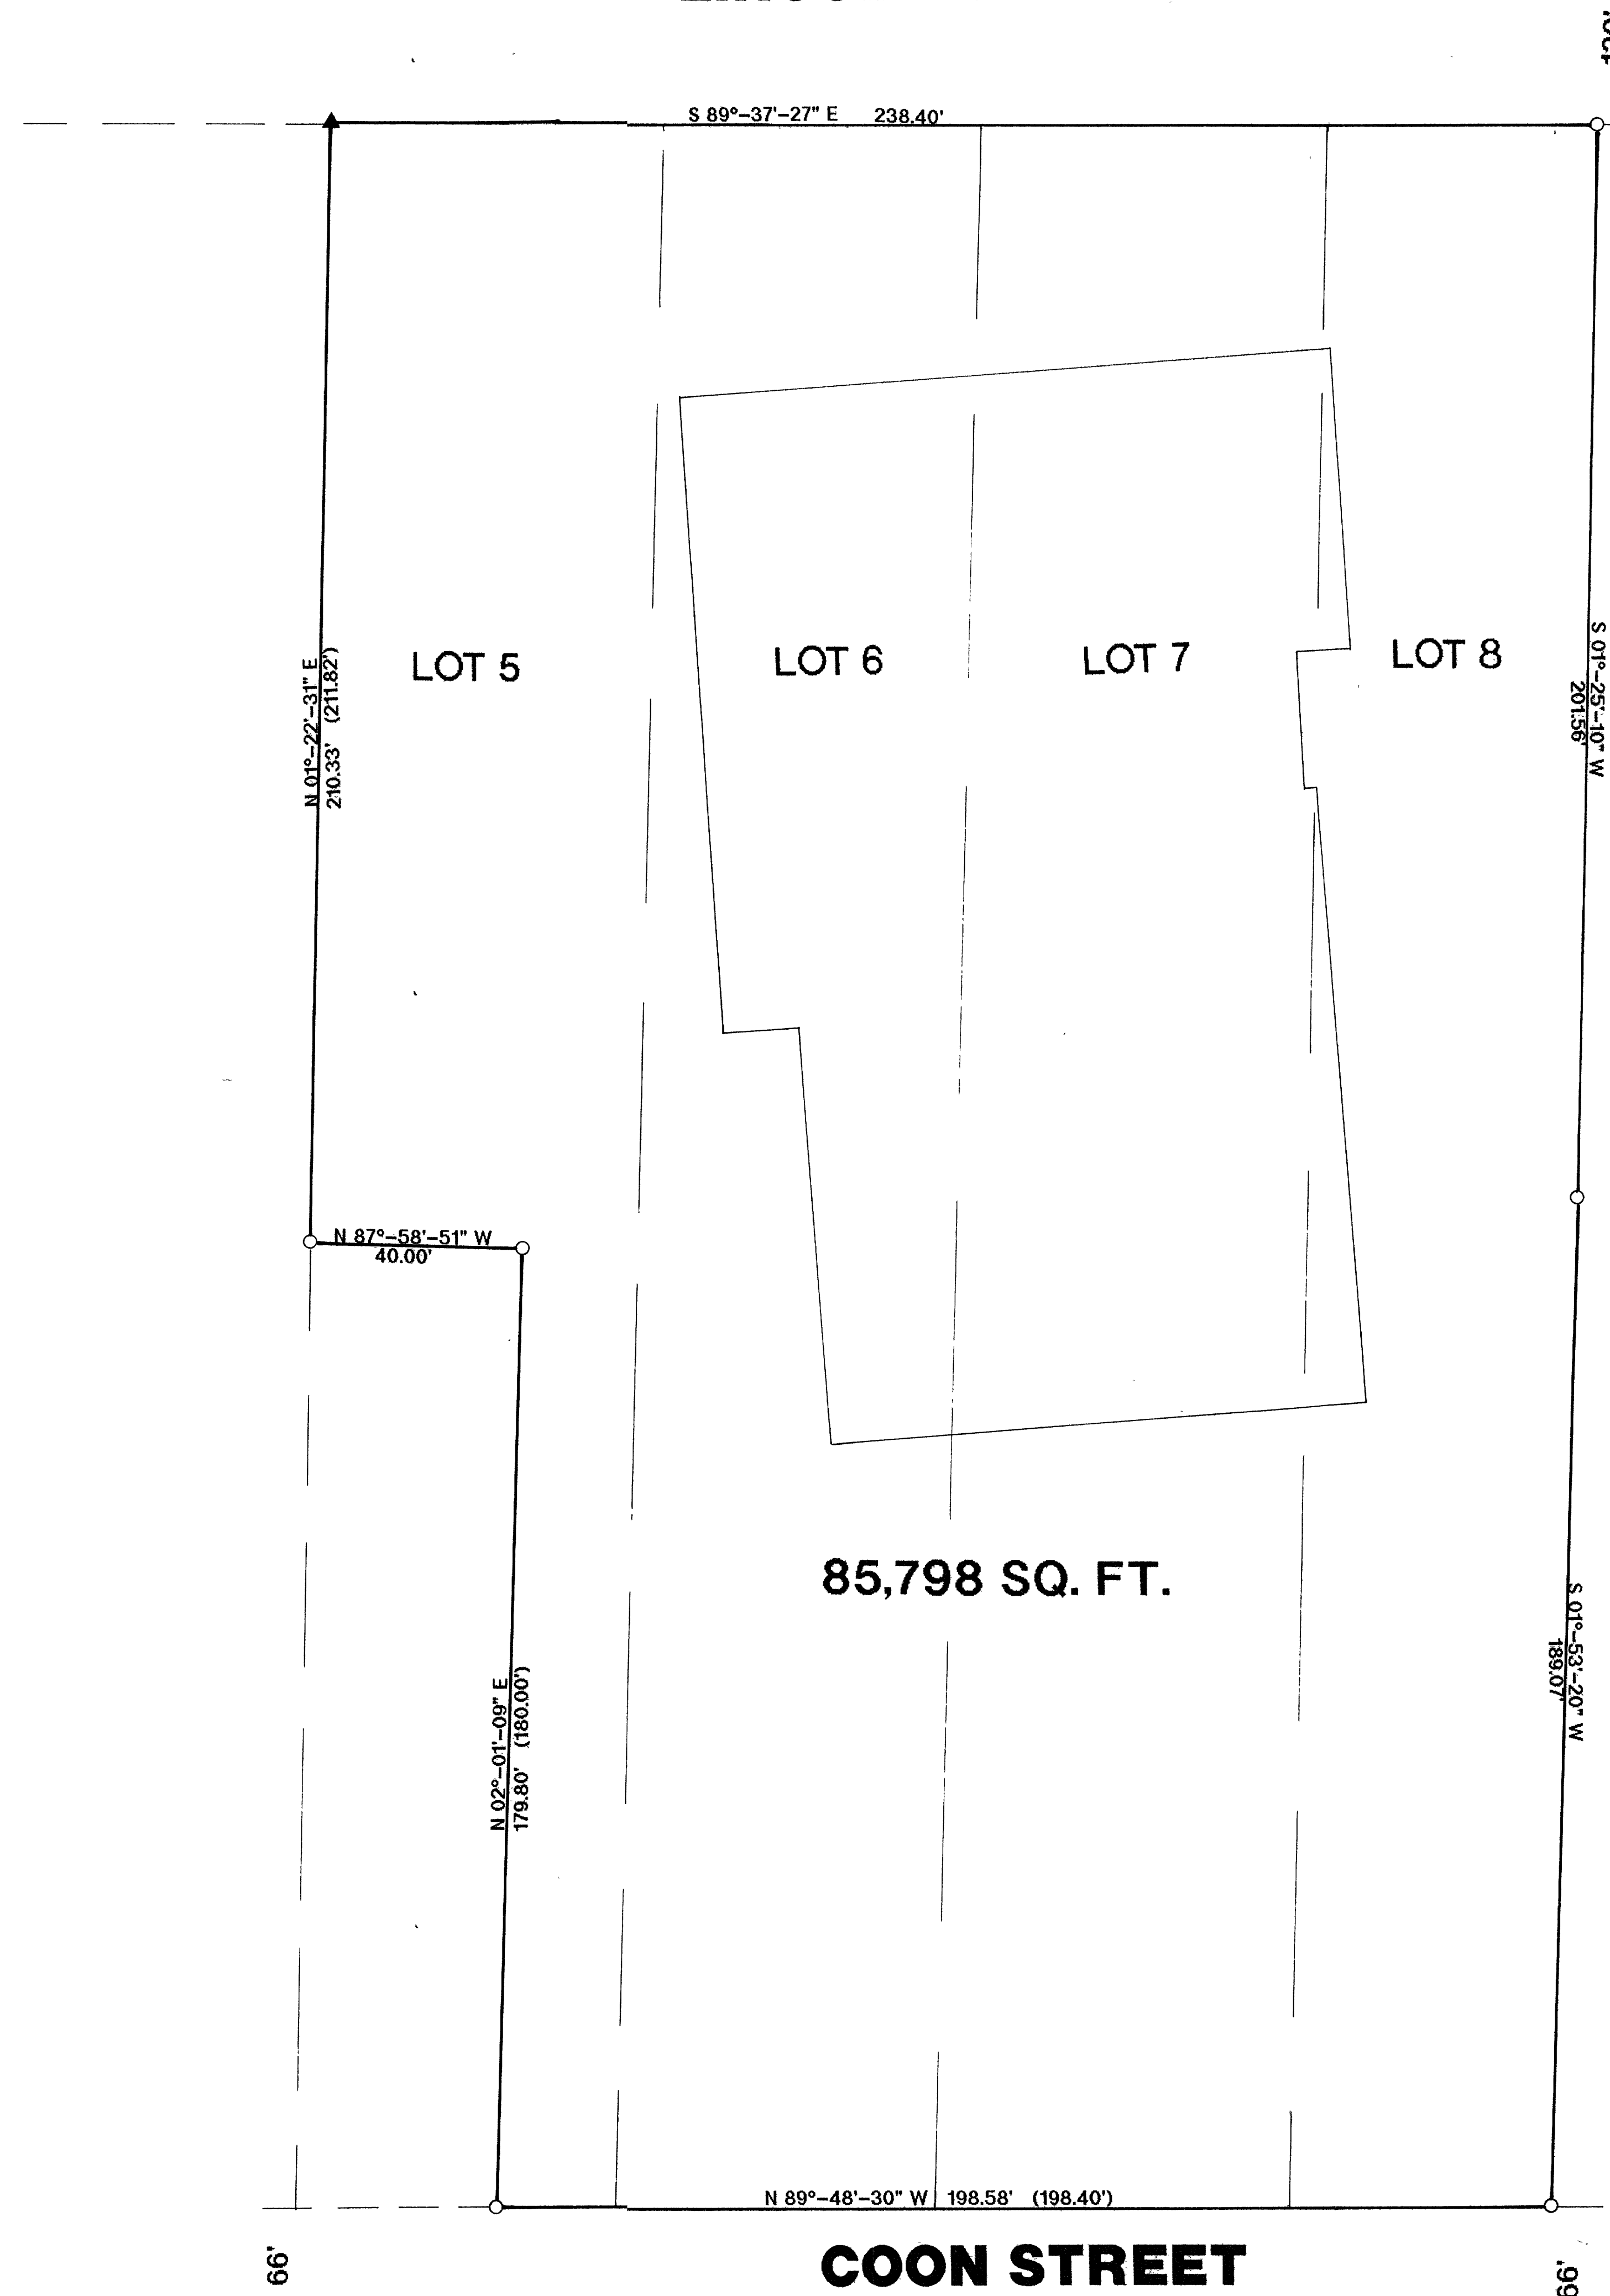 S 89°–37'–27" E 238.40'
LOT 5
LOT 6
LOT 7
LOT 8
N 01°–22'–31" E
210.33' (211.82')
S 01°–25'–10" W
201.56'
N 87°–58'–51" W
40.00'
85,798 SQ. FT.
N 02°–01'–09" E
179.80' (180.00')
S 01°–53'–20" W
189.07'
N 89°–48'–30" W 198.58' (198.40')
66'
COON STREET
66'